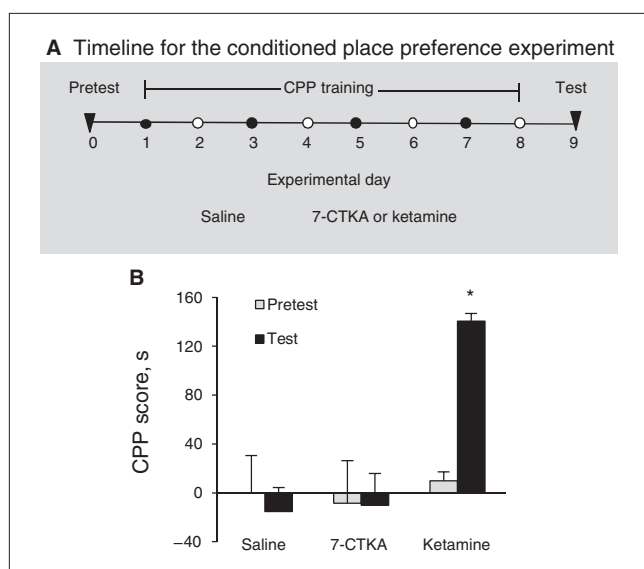 A Timeline for the conditioned place preference experiment
Pretest CPP training Test
0 1 2 3 4 5 6 7 8 9
Experimental day
Saline 7-CTKA or ketamine
B
160
120
80
40
0
−40
CPP score, s
Pretest
Test
*
Saline 7-CTKA Ketamine